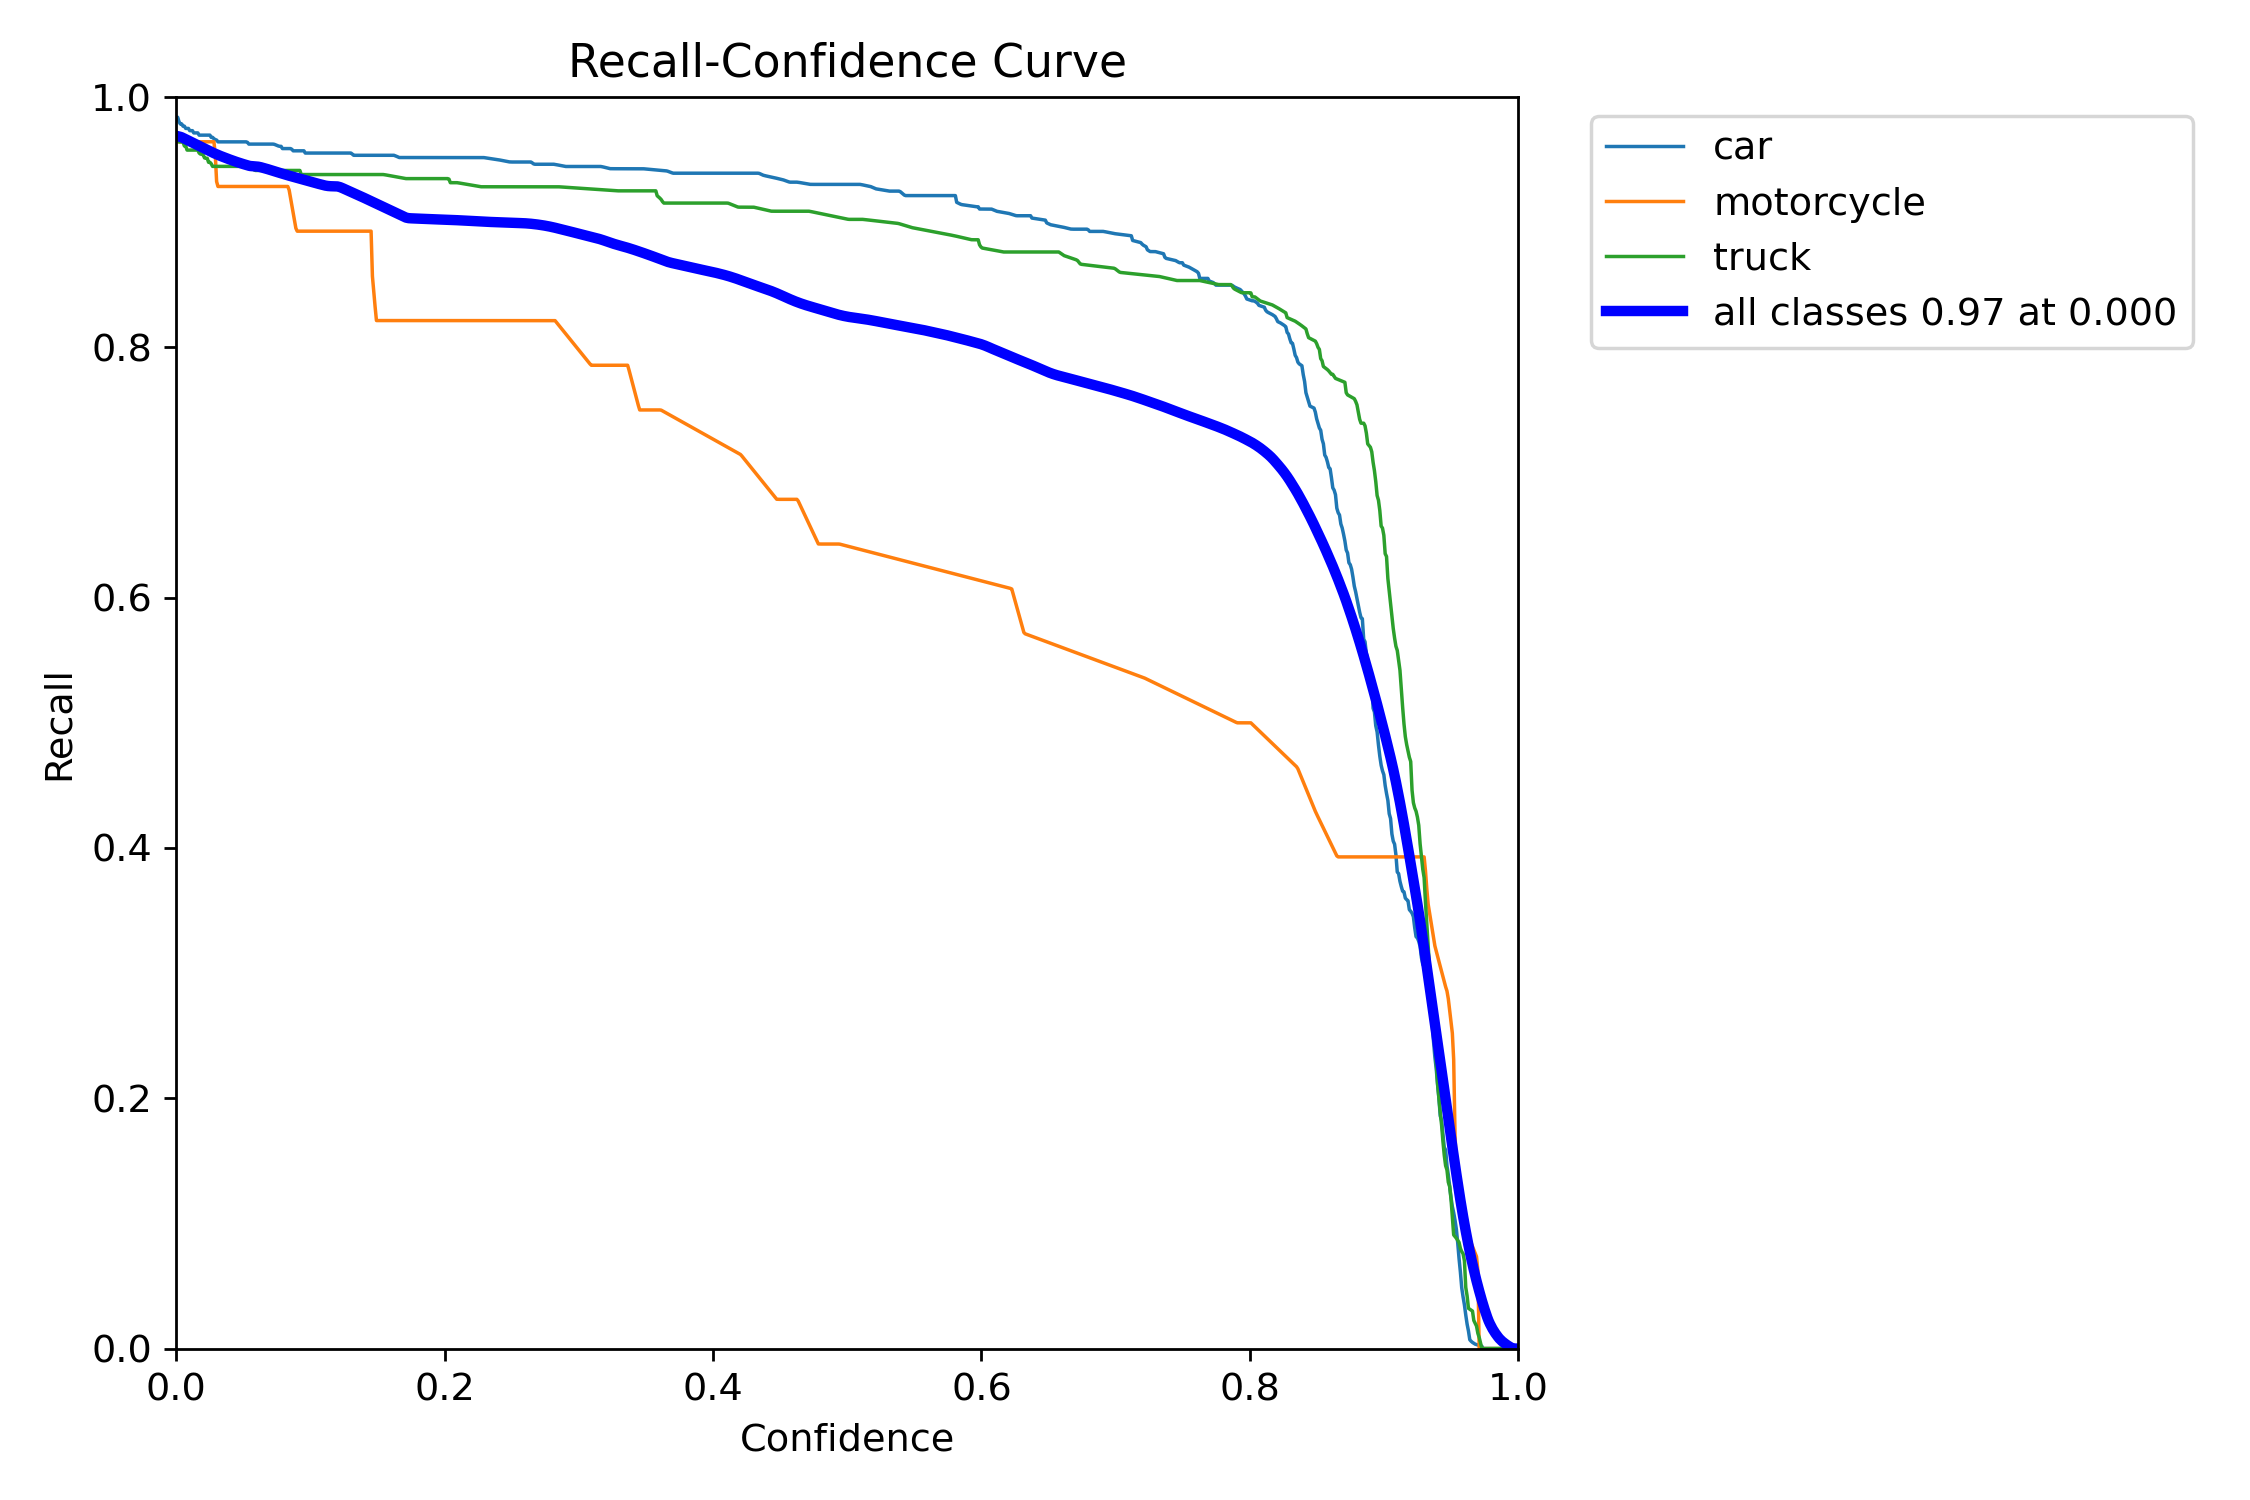 Recall-Confidence Curve
1.0
0.8
0.6
0.4
0.2
0.0
Recall
0.0 0.2 0.4 0.6 0.8 1.0
Confidence
car
motorcycle
truck
all classes 0.97 at 0.000